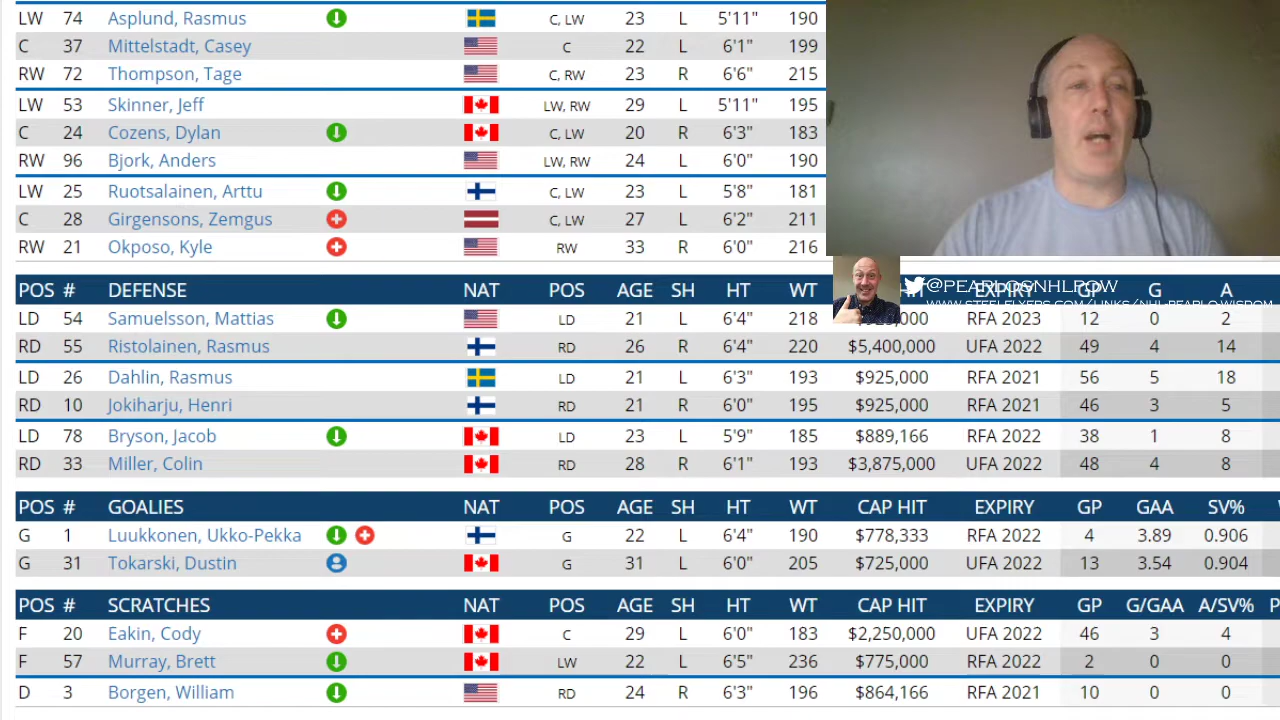 LW 74 Asplund, Rasmus C, LW 23 L 5'11" 190
C 37 Mittelstadt, Casey C 22 L 6'1" 199
RW 72 Thompson, Tage C, RW 23 R 6'6" 215
LW 53 Skinner, Jeff LW, RW 29 L 5'11" 195
C 24 Cozens, Dylan C, LW 20 R 6'3" 183
RW 96 Bjork, Anders LW, RW 24 L 6'0" 190
LW 25 Ruotsalainen, Arttu C, LW 23 L 5'8" 181
C 28 Girgensons, Zemgus C, LW 27 L 6'2" 211
RW 21 Okposo, Kyle RW 33 R 6'0" 216
POS # DEFENSE NAT POS AGE SH HT WT EXPIRY GP G A
@PEARLOSNHLPOW
WWW.STEELFLYERS.COM/LINKS/NHL-PEARLOWISDOM
LD 54 Samuelsson, Mattias LD 21 L 6'4" 218 RFA 2023 12 0 2
RD 55 Ristolainen, Rasmus RD 26 R 6'4" 220 $5,400,000 UFA 2022 49 4 14
LD 26 Dahlin, Rasmus LD 21 L 6'3" 193 $925,000 RFA 2021 56 5 18
RD 10 Jokiharju, Henri RD 21 R 6'0" 195 $925,000 RFA 2021 46 3 5
LD 78 Bryson, Jacob LD 23 L 5'9" 185 $889,166 RFA 2022 38 1 8
RD 33 Miller, Colin RD 28 R 6'1" 193 $3,875,000 UFA 2022 48 4 8
POS # GOALIES NAT POS AGE SH HT WT CAP HIT EXPIRY GP GAA SV%
G 1 Luukkonen, Ukko-Pekka G 22 L 6'4" 190 $778,333 RFA 2022 4 3.89 0.906
G 31 Tokarski, Dustin G 31 L 6'0" 205 $725,000 UFA 2022 13 3.54 0.904
POS # SCRATCHES NAT POS AGE SH HT WT CAP HIT EXPIRY GP G/GAA A/SV%
F 20 Eakin, Cody C 29 L 6'0" 183 $2,250,000 UFA 2022 46 3 4
F 57 Murray, Brett LW 22 L 6'5" 236 $775,000 RFA 2022 2 0 0
D 3 Borgen, William RD 24 R 6'3" 196 $864,166 RFA 2021 10 0 0